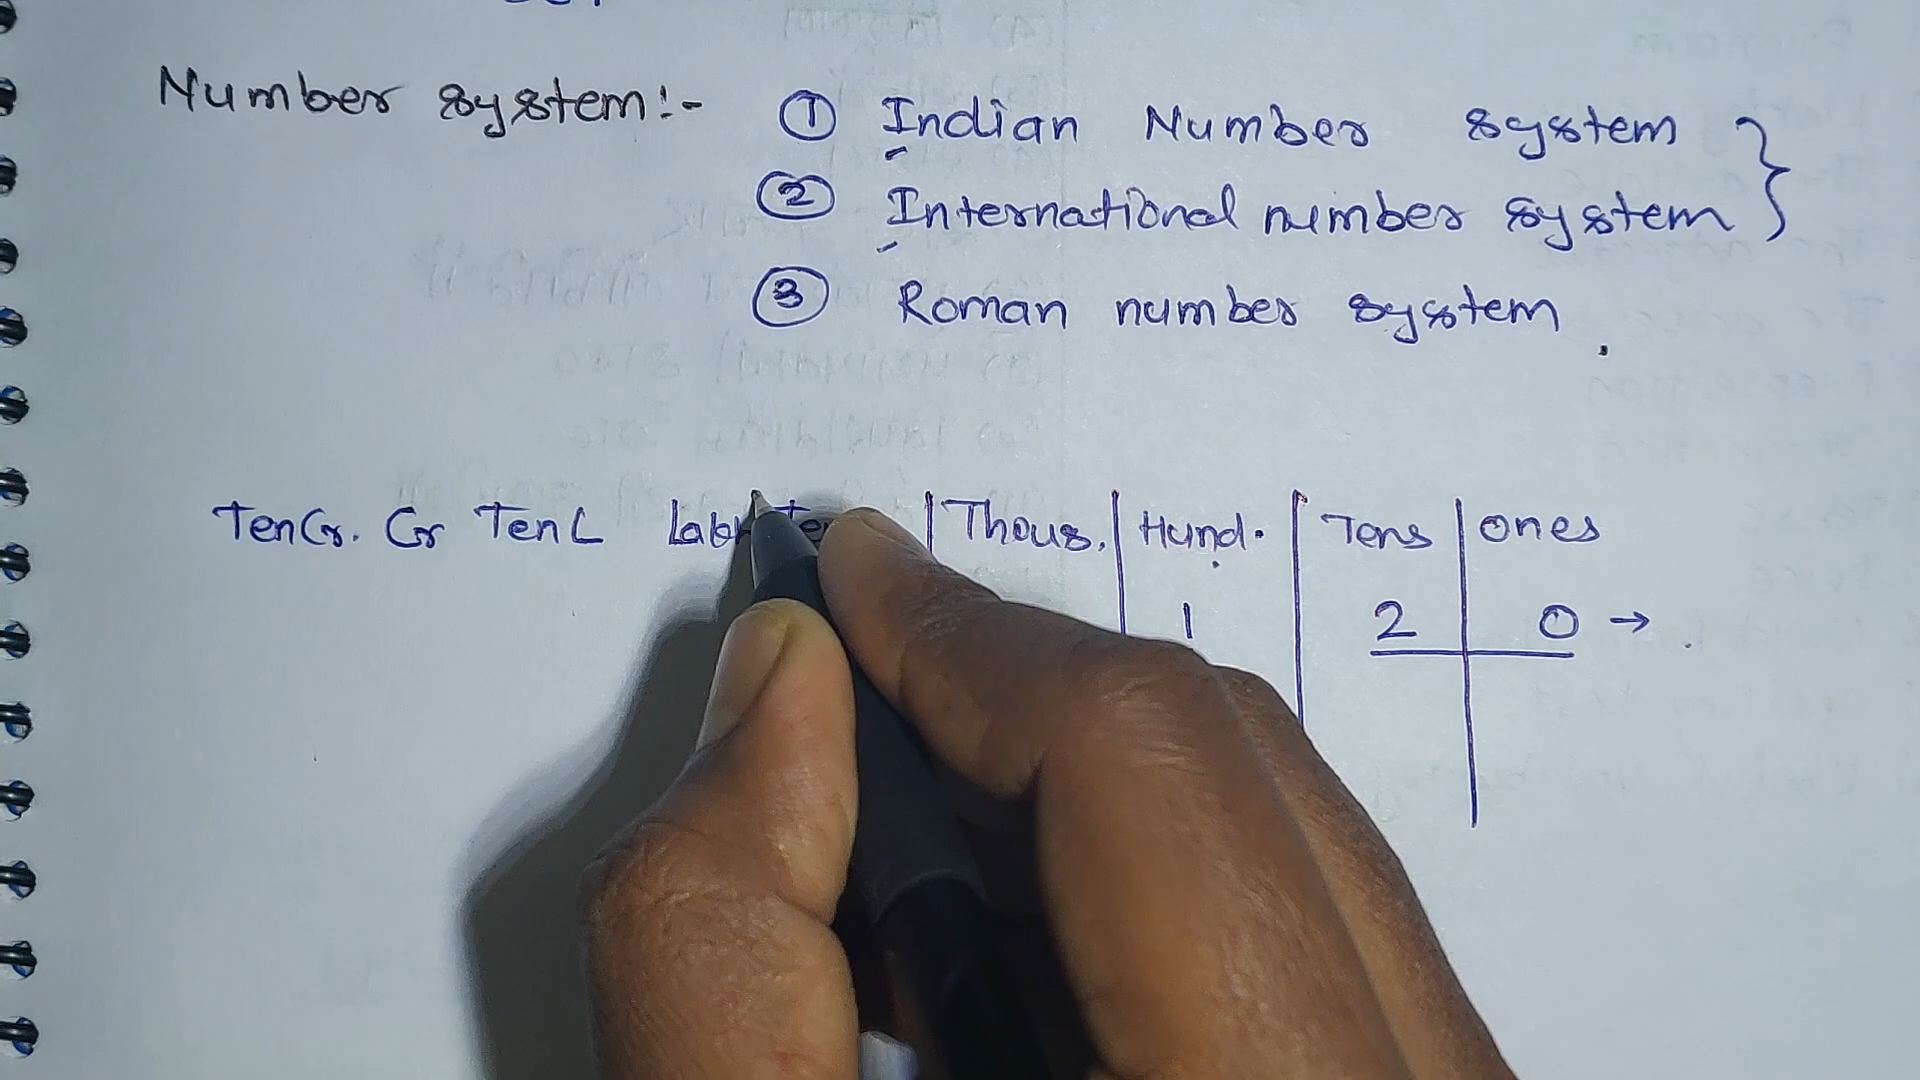 Number system:- ① Indian Number system
② International number system
③ Roman number system.
TenCr. Cr TenL Thous. Hund. Tens ones
1 2 0 →